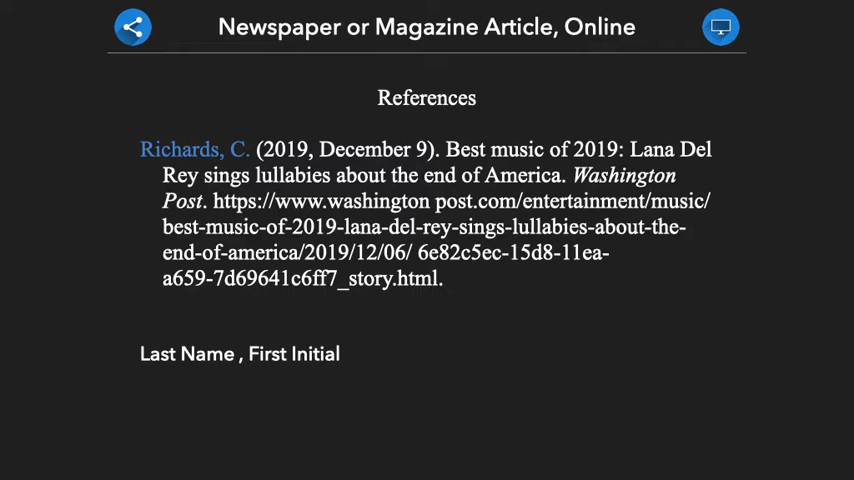 Newspaper or Magazine Article, Online
References
Richards, C. (2019, December 9). Best music of 2019: Lana Del
Rey sings lullabies about the end of America. Washington
Post. https://www.washington post.com/entertainment/music/
best-music-of-2019-lana-del-rey-sings-lullabies-about-the-
end-of-america/2019/12/06/ 6e82c5ec-15d8-11ea-
a659-7d69641c6ff7_story.html.
Last Name , First Initial